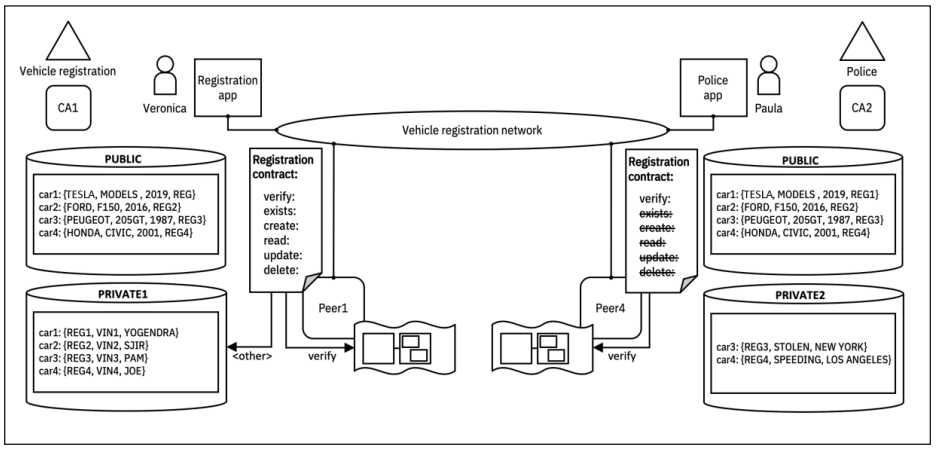 Vehicle registration
CA1
Veronica
Registration
app
Vehicle registration network
Police
app
Paula
Police
CA2
PUBLIC
car1: {TESLA, MODELS , 2019, REG}
car2: {FORD, F150, 2016, REG2}
car3: {PEUGEOT, 205GT, 1987, REG3}
car4: {HONDA, CIVIC, 2001, REG4}
Registration
contract:
verify:
exists:
create:
read:
update:
delete:
Registration
contract:
verify:
exists:
create:
read:
update:
delete:
PUBLIC
car1: {TESLA, MODELS , 2019, REG1}
car2: {FORD, F150, 2016, REG2}
car3: {PEUGEOT, 205GT, 1987, REG3}
car4: {HONDA, CIVIC, 2001, REG4}
PRIVATE1
car1: {REG1, VIN1, YOGENDRA}
car2: {REG2, VIN2, SJIR}
car3: {REG3, VIN3, PAM}
car4: {REG4, VIN4, JOE}
<other>
verify
Peer1
Peer4
verify
PRIVATE2
car3: {REG3, STOLEN, NEW YORK}
car4: {REG4, SPEEDING, LOS ANGELES}